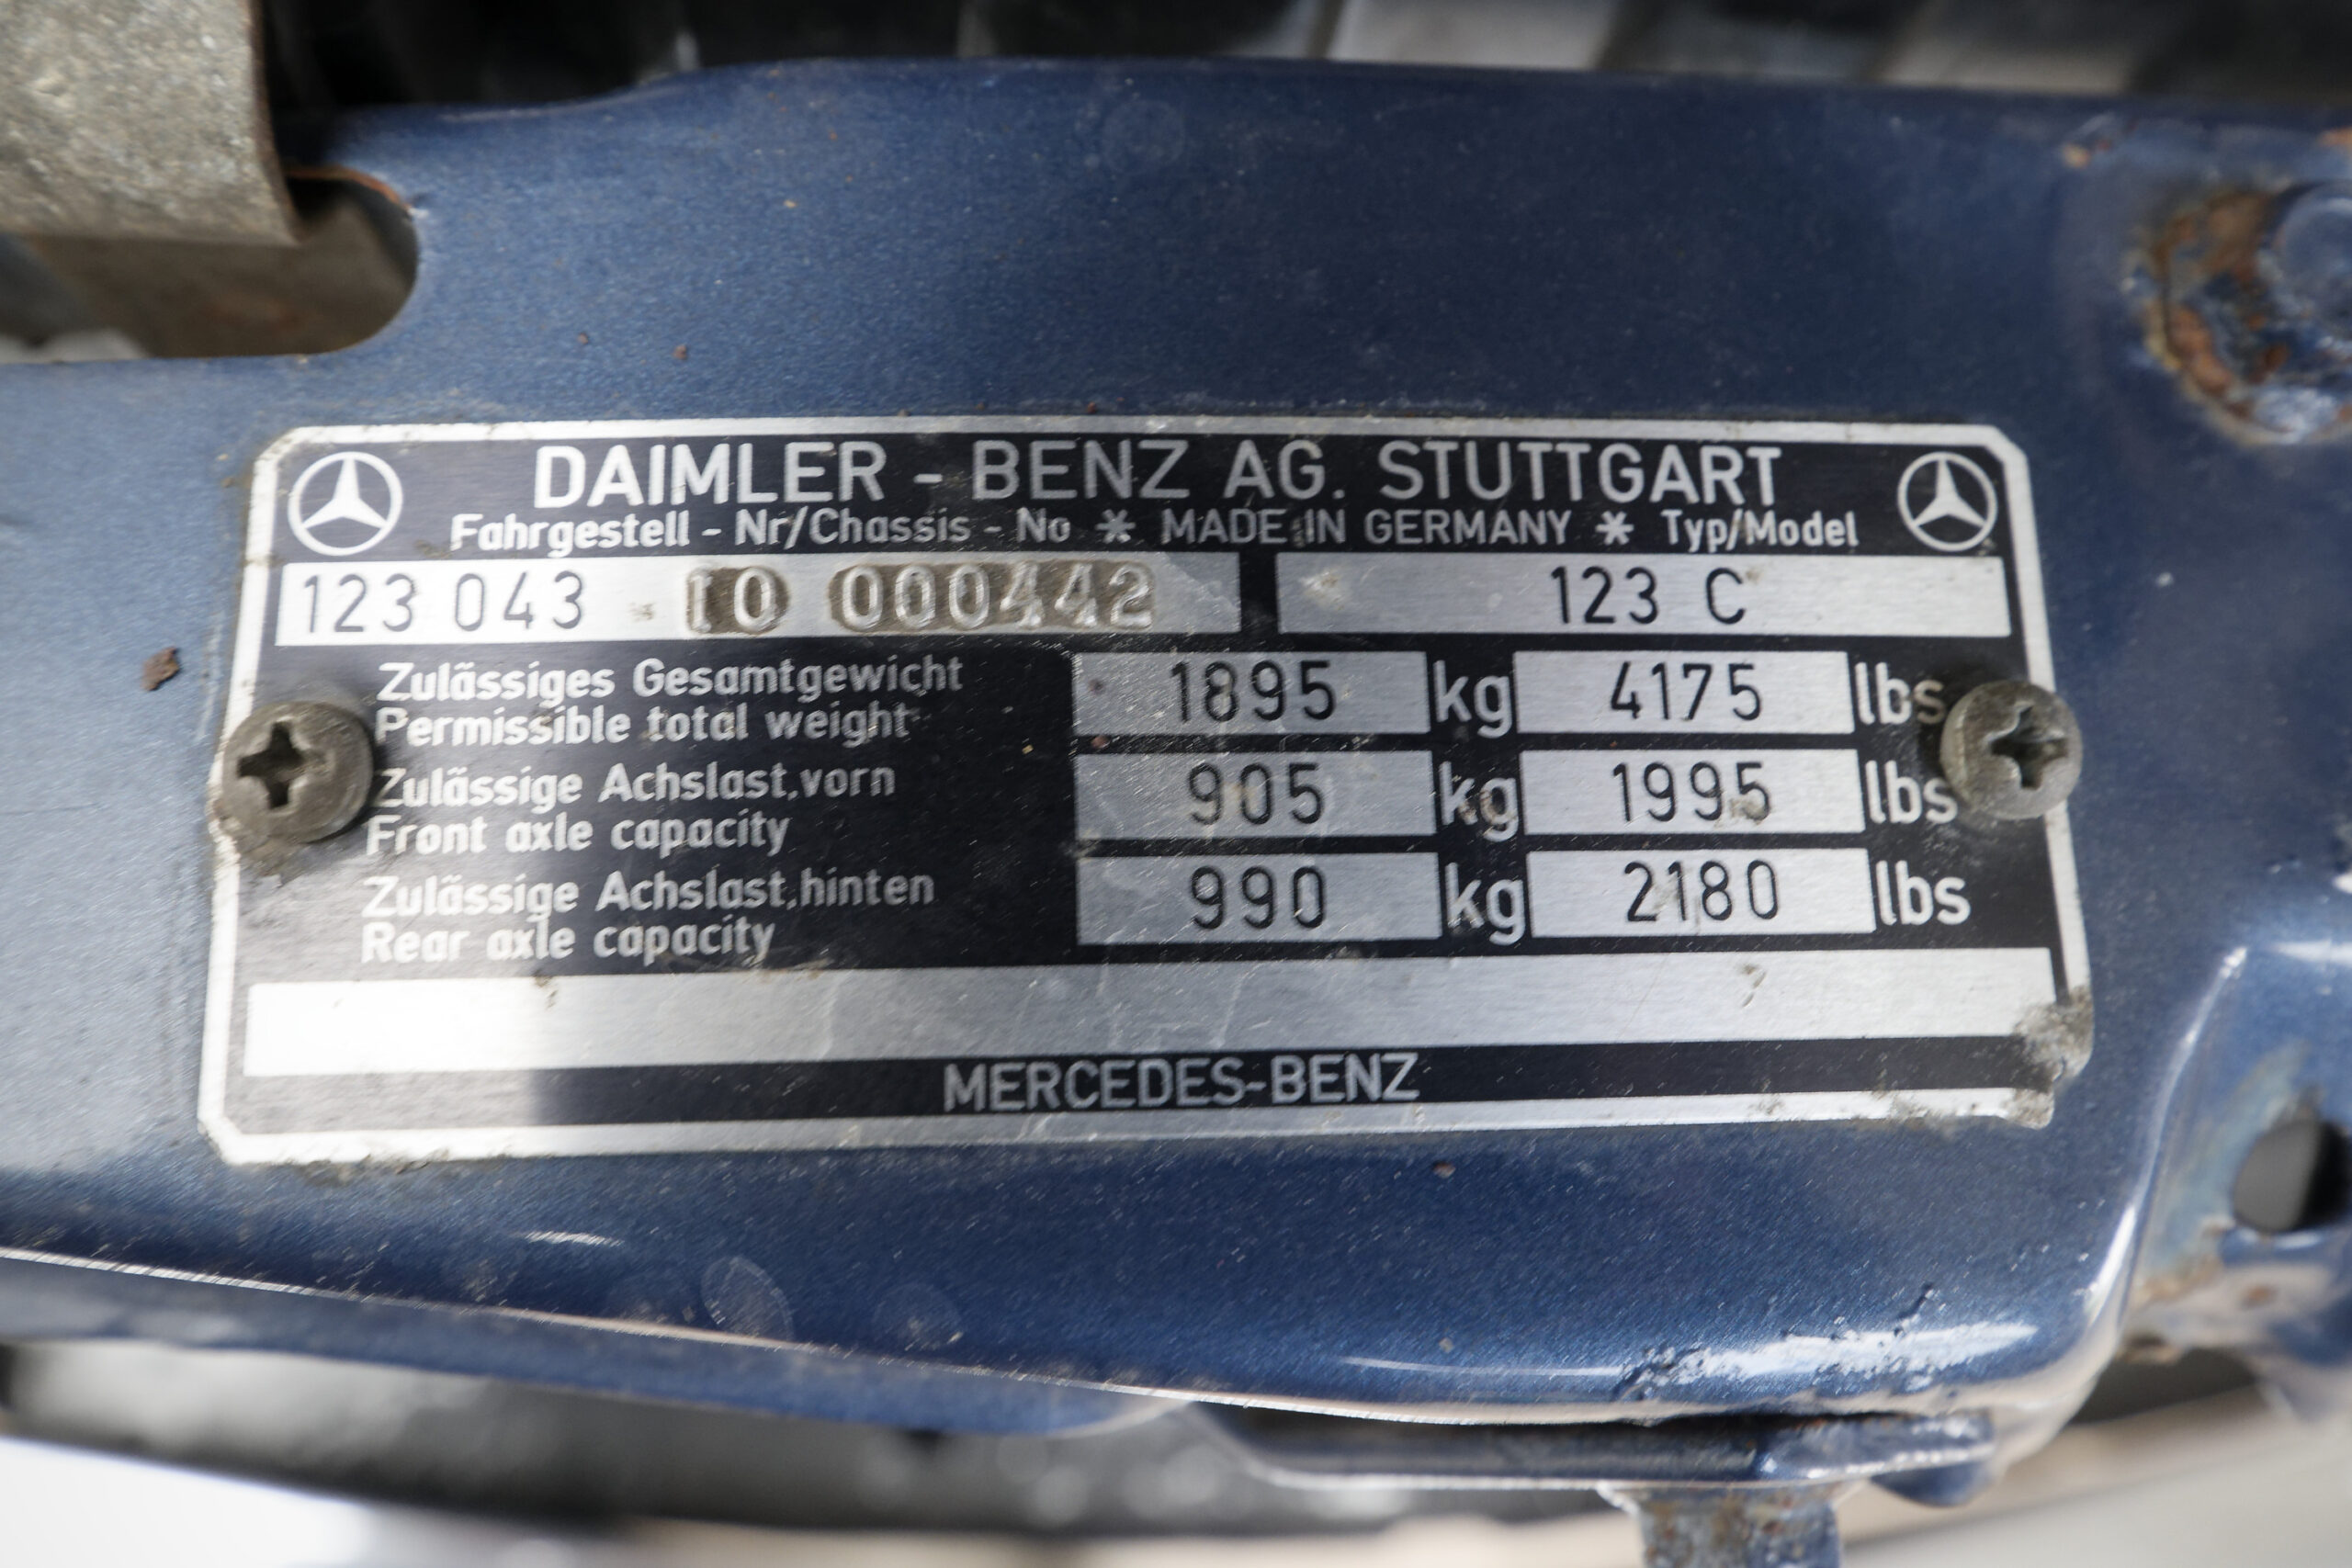 DAIMLER - BENZ AG. STUTTGART
Fahrgestell - Nr/Chassis - No * MADE IN GERMANY * Typ/Model
123 043 10 000442 123 C
Zulässiges Gesamtgewicht
Permissible total weight 1895 kg 4175 lbs
Zulässige Achslast,vorn
Front axle capacity 905 kg 1995 lbs
Zulässige Achslast,hinten
Rear axle capacity 990 kg 2180 lbs
MERCEDES-BENZ